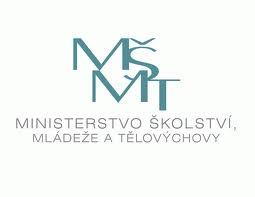 MŠ
MT
MINISTERSTVO ŠKOLSTVÍ,
MLÁDEŽE A TĚLOVÝCHOVY